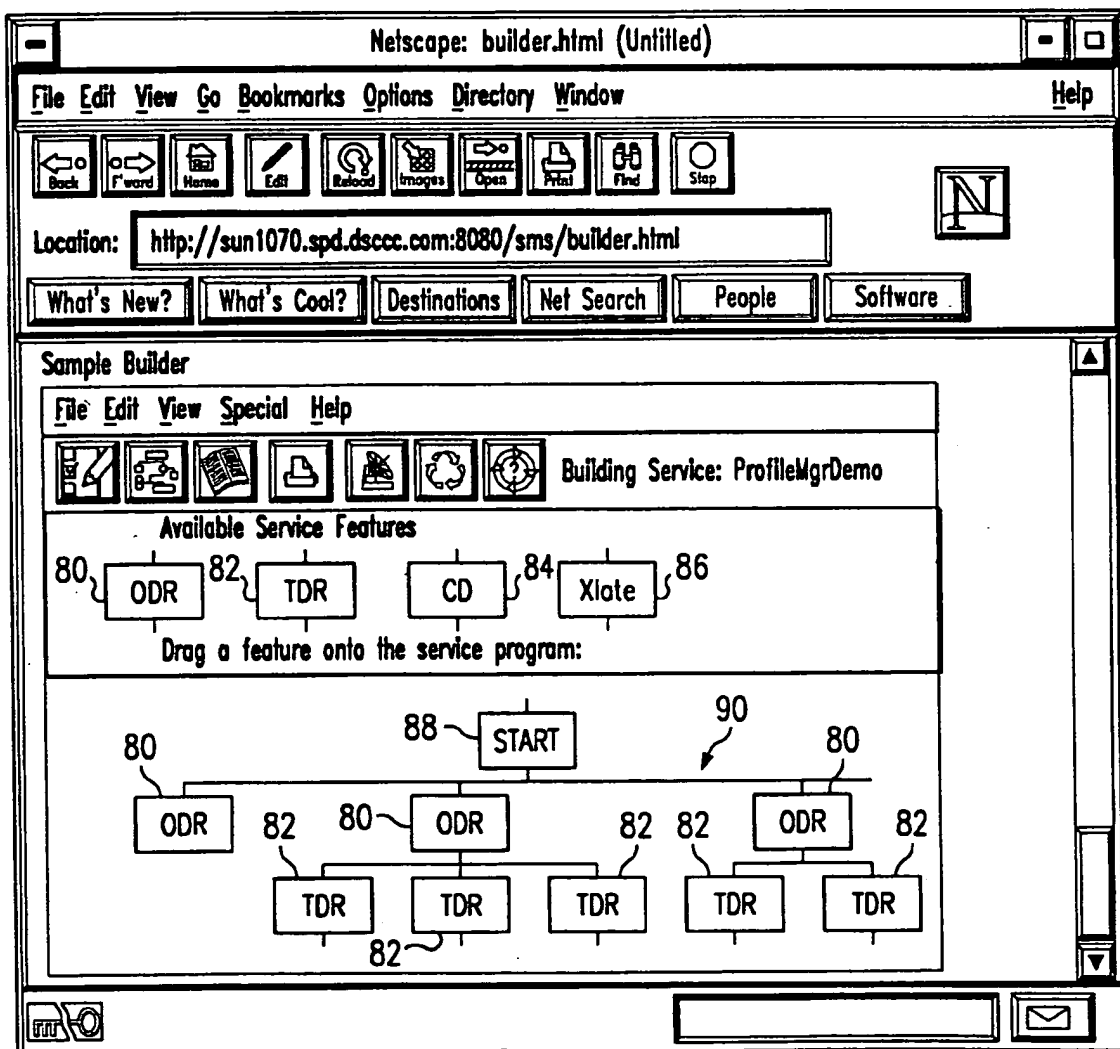 Netscape: builder.html (Untitled)
File Edit View Go Bookmarks Options Directory Window Help
Back F'ward Home Edit Reload Images Open Print Find Stop
N
Location: http://sun1070.spd.dsccc.com:8080/sms/builder.html
What's New? What's Cool? Destinations Net Search People Software
Sample Builder
File Edit View Special Help
Building Service: ProfileMgrDemo
Available Service Features
80 ODR 82 TDR CD 84 Xlate 86
Drag a feature onto the service program:
88 START 90
80 ODR 80 ODR 80 ODR
82 TDR 82 TDR 82 TDR 82 TDR 82 TDR